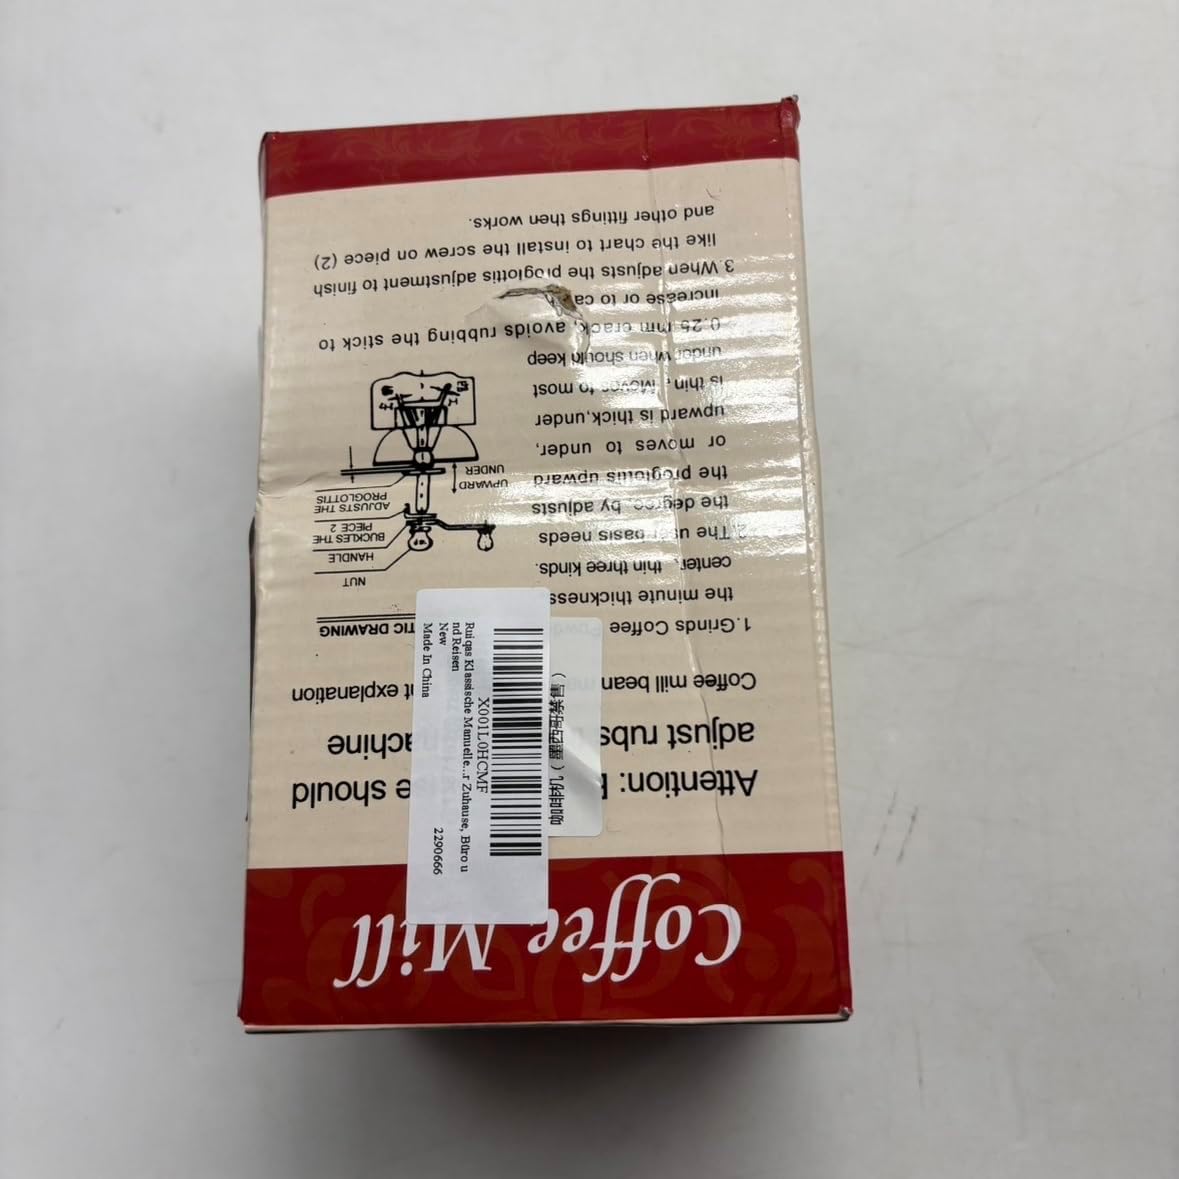 Coffee Mill
Attention: e should
adjust rubs achine
Coffee mill bean t explanation
1.Grinds Coffee
the minute thickness
center, thin three kinds.
2.The user basis needs
the degree, by adjusts
the proglottis upward
or moves to under,
upward is thick,under
is thin, Moves to most
under when should keep
0.25 mm crack, avoids rubbing the stick to
increase or to
3.When adjusts the proglottis adjustment to finish
like the chart to install the screw on piece (2)
and other fittings then works.
TIC DRAWING
NUT
HANDLE
BUCKLES THE
PIECE 2
ADJUSTS THE
PROGLOTTIS
UPWARD
UNDER
X001L0HCMF
Ruiqas Klassische Manuelle...r Zuhause, Büro u
nd Reisen
New
Made In China
2290666